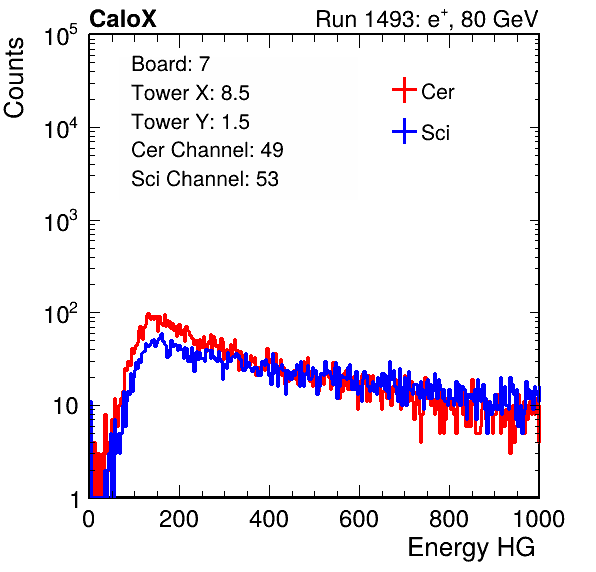 CaloX Run 1493: e⁺, 80 GeV
Counts
10⁵
10⁴
10³
10²
10
1
Board: 7
Tower X: 8.5
Tower Y: 1.5
Cer Channel: 49
Sci Channel: 53
Cer
Sci
0 200 400 600 800 1000
Energy HG